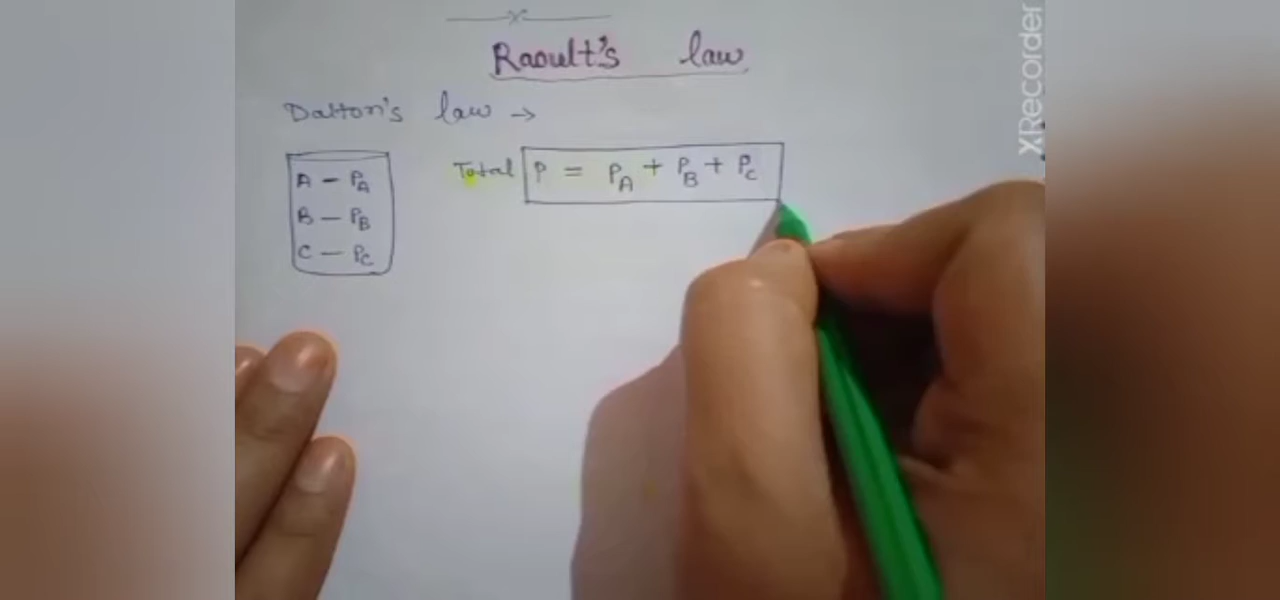 Raoult's law
Dalton's law →
A - PA
B - PB
C - PC
Total P = PA + PB + PC
XRecorder